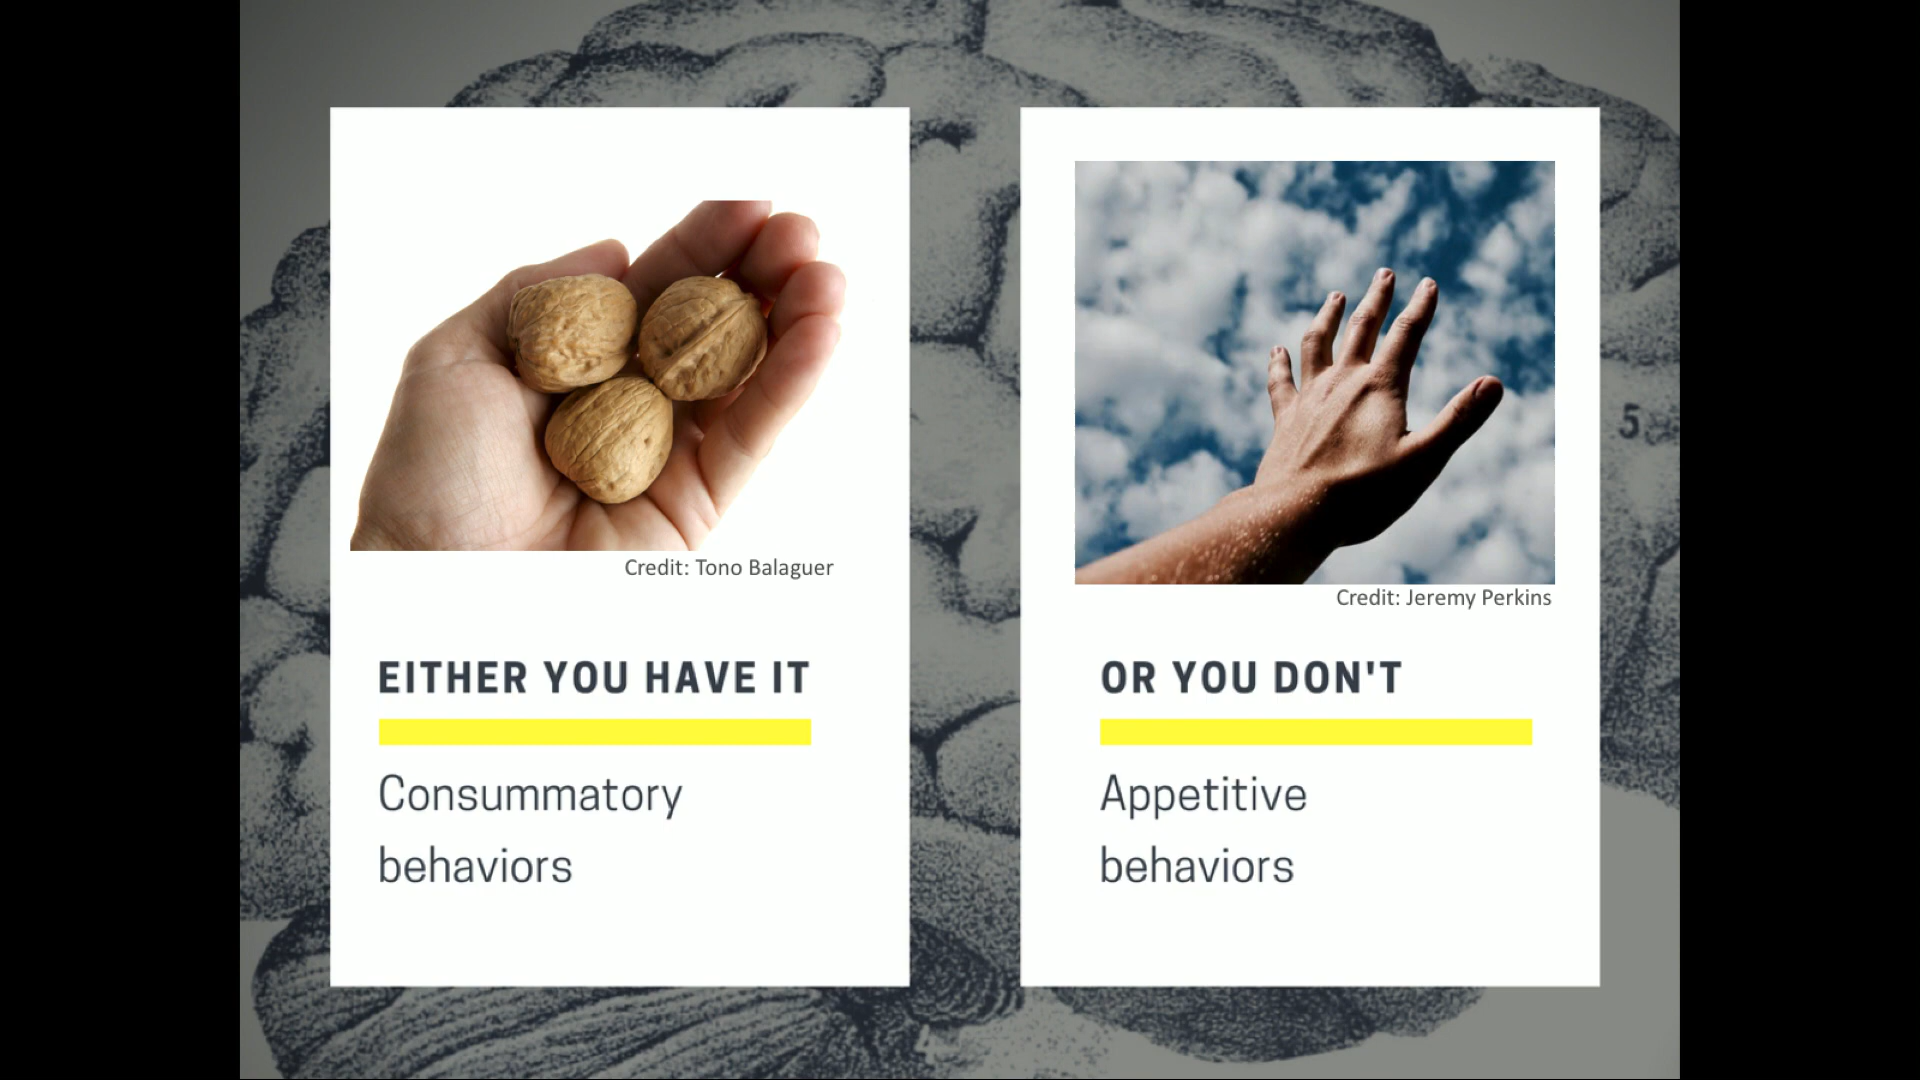 Credit: Tono Balaguer
EITHER YOU HAVE IT
Consummatory
behaviors
Credit: Jeremy Perkins
OR YOU DON'T
Appetitive
behaviors
5